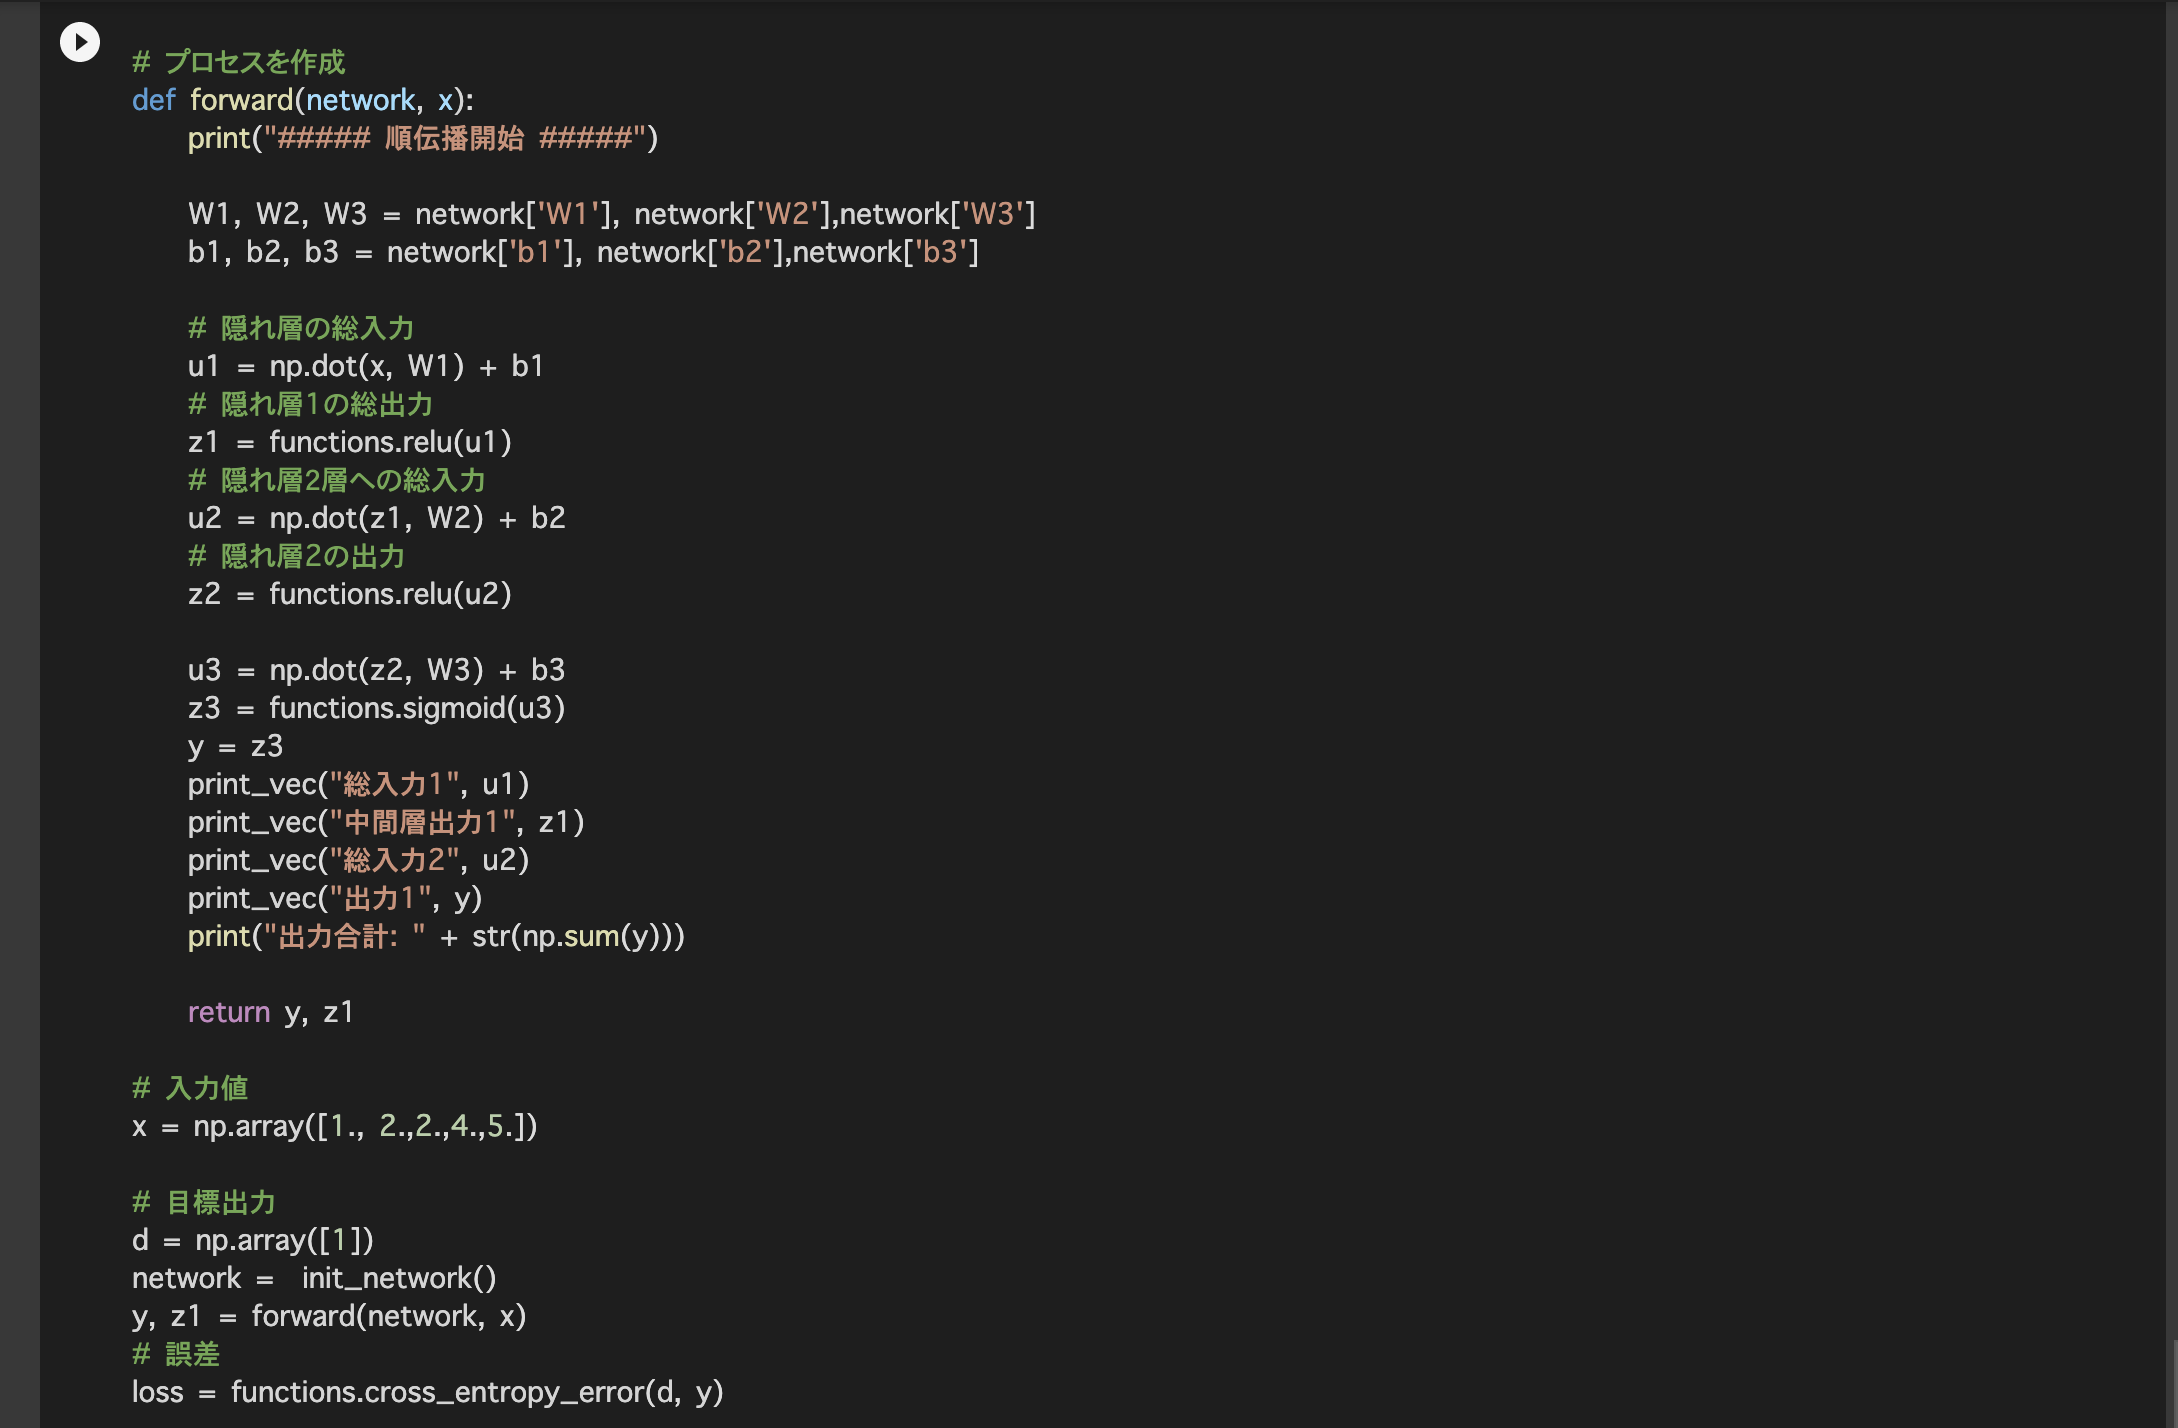 # プロセスを作成
def forward(network, x):
    print("##### 順伝播開始 #####")
    W1, W2, W3 = network['W1'], network['W2'],network['W3']
    b1, b2, b3 = network['b1'], network['b2'],network['b3']
    # 隠れ層の総入力
    u1 = np.dot(x, W1) + b1
    # 隠れ層1の総出力
    z1 = functions.relu(u1)
    # 隠れ層2層への総入力
    u2 = np.dot(z1, W2) + b2
    # 隠れ層2の出力
    z2 = functions.relu(u2)
    u3 = np.dot(z2, W3) + b3
    z3 = functions.sigmoid(u3)
    y = z3
    print_vec("総入力1", u1)
    print_vec("中間層出力1", z1)
    print_vec("総入力2", u2)
    print_vec("出力1", y)
    print("出力合計: " + str(np.sum(y)))
    return y, z1
# 入力値
x = np.array([1., 2.,2.,4.,5.])
# 目標出力
d = np.array([1])
network =  init_network()
y, z1 = forward(network, x)
# 誤差
loss = functions.cross_entropy_error(d, y)